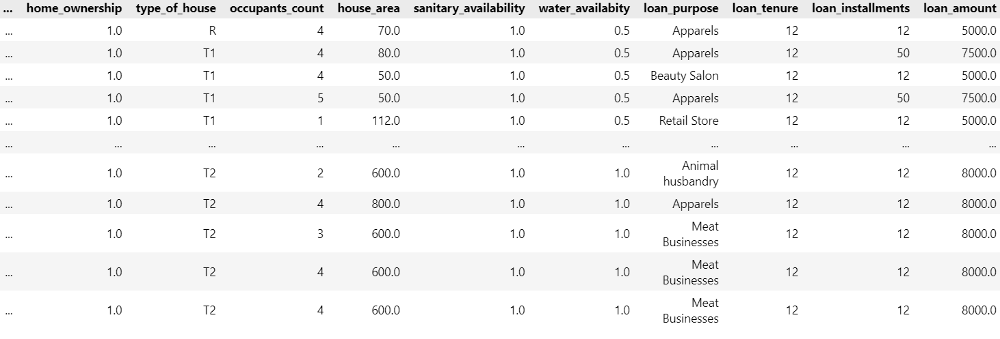 ... home_ownership type_of_house occupants_count house_area sanitary_availability water_availabity loan_purpose loan_tenure loan_installments loan_amount
... 1.0 R 4 70.0 1.0 0.5 Apparels 12 12 5000.0
... 1.0 T1 4 80.0 1.0 0.5 Apparels 12 50 7500.0
... 1.0 T1 4 50.0 1.0 0.5 Beauty Salon 12 12 5000.0
... 1.0 T1 5 50.0 1.0 0.5 Apparels 12 50 7500.0
... 1.0 T1 1 112.0 1.0 0.5 Retail Store 12 12 5000.0
... ... ... ... ... ... ... ... ... ... ...
... 1.0 T2 2 600.0 1.0 1.0 Animal husbandry 12 12 8000.0
... 1.0 T2 4 800.0 1.0 1.0 Apparels 12 12 8000.0
... 1.0 T2 3 600.0 1.0 1.0 Meat Businesses 12 12 8000.0
... 1.0 T2 4 600.0 1.0 1.0 Meat Businesses 12 12 8000.0
... 1.0 T2 4 600.0 1.0 1.0 Meat Businesses 12 12 8000.0